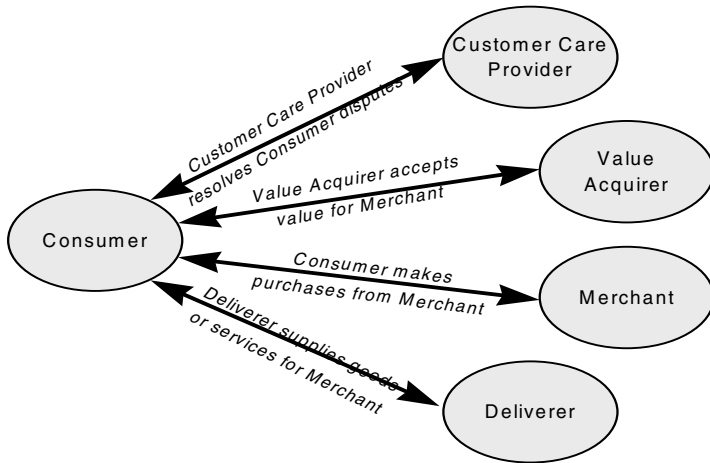 Customer Care
Provider
Customer Care Provider
resolves Consumer disputes
Value
Acquirer
Value Acquirer accepts
value for Merchant
Consumer
Consumer makes
purchases from Merchant
Merchant
Deliverer supplies goods
or services for Merchant
Deliverer